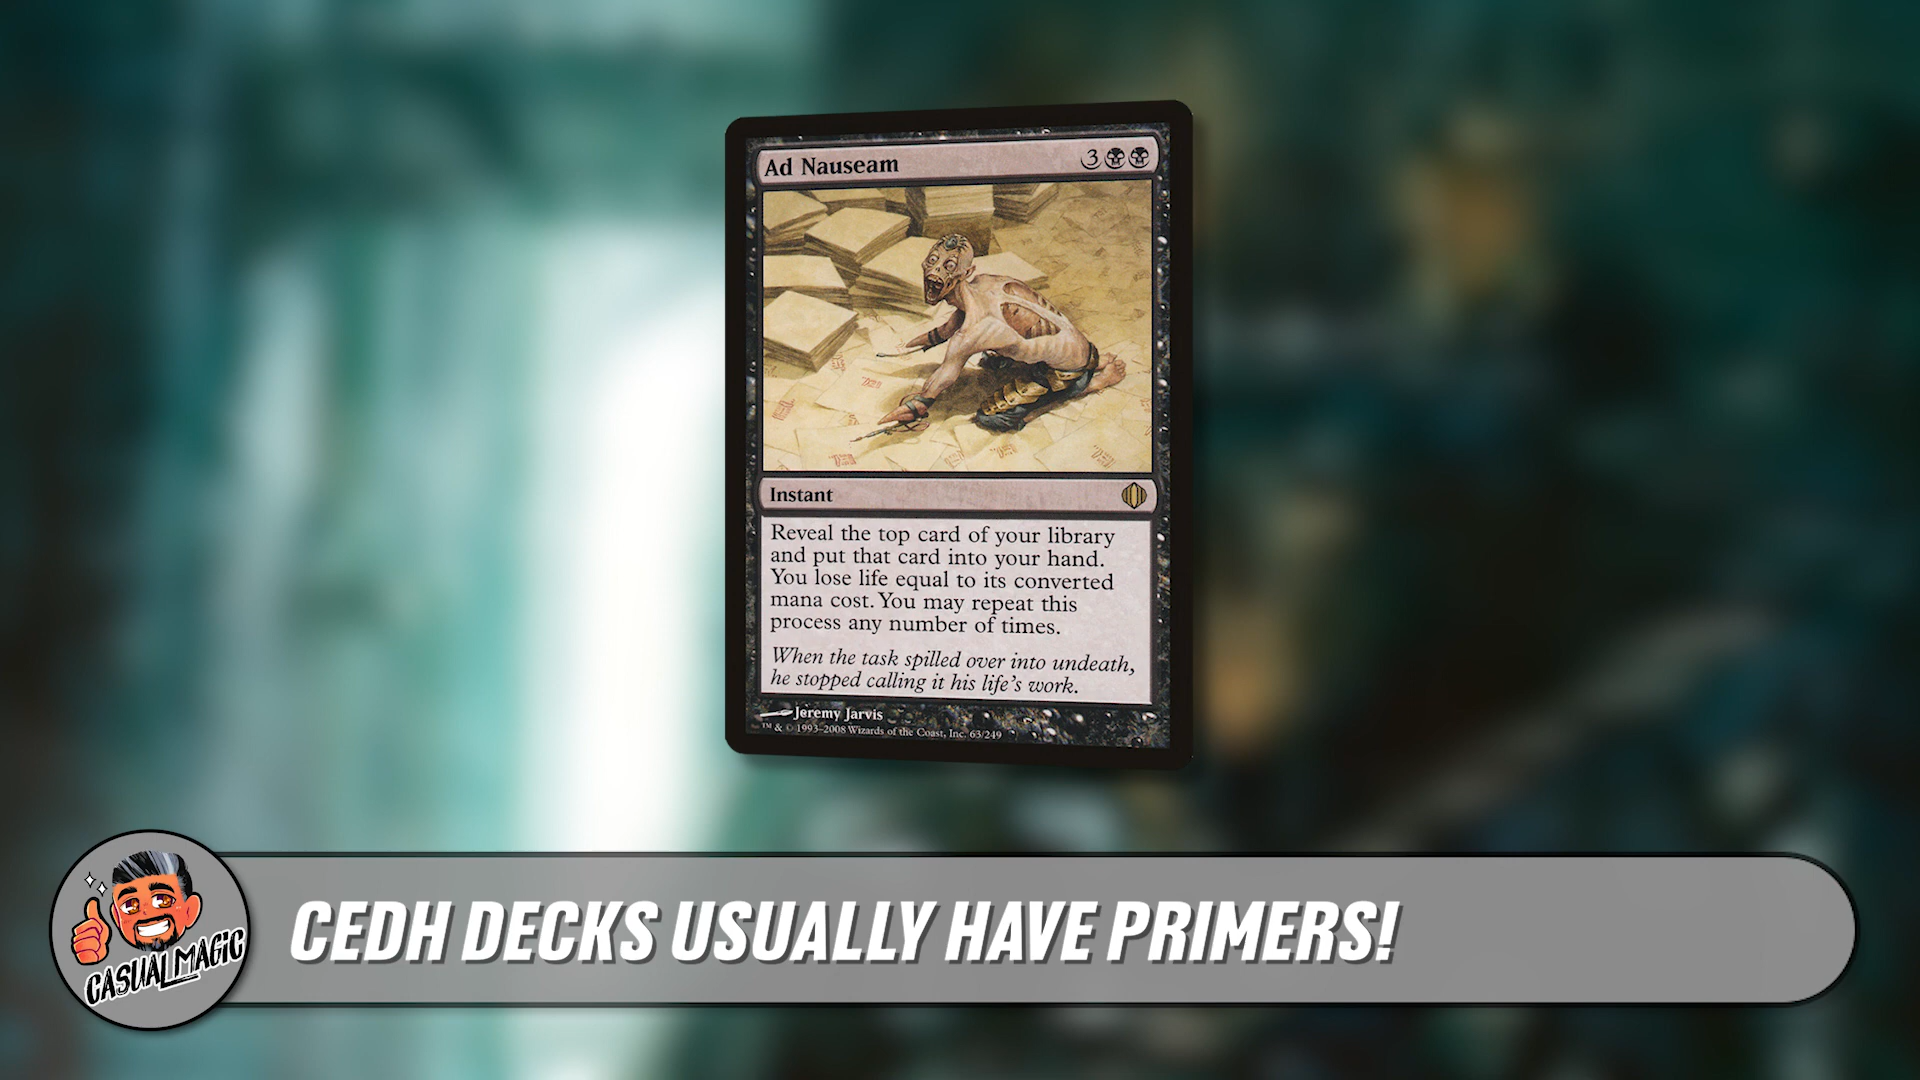 Ad Nauseam 3
Instant
Reveal the top card of your library
and put that card into your hand.
You lose life equal to its converted
mana cost. You may repeat this
process any number of times.
When the task spilled over into undeath,
he stopped calling it his life's work.
Jeremy Jarvis
™ & © 1993–2008 Wizards of the Coast, Inc. 63/249
CASUAL MAGIC
CEDH DECKS USUALLY HAVE PRIMERS!